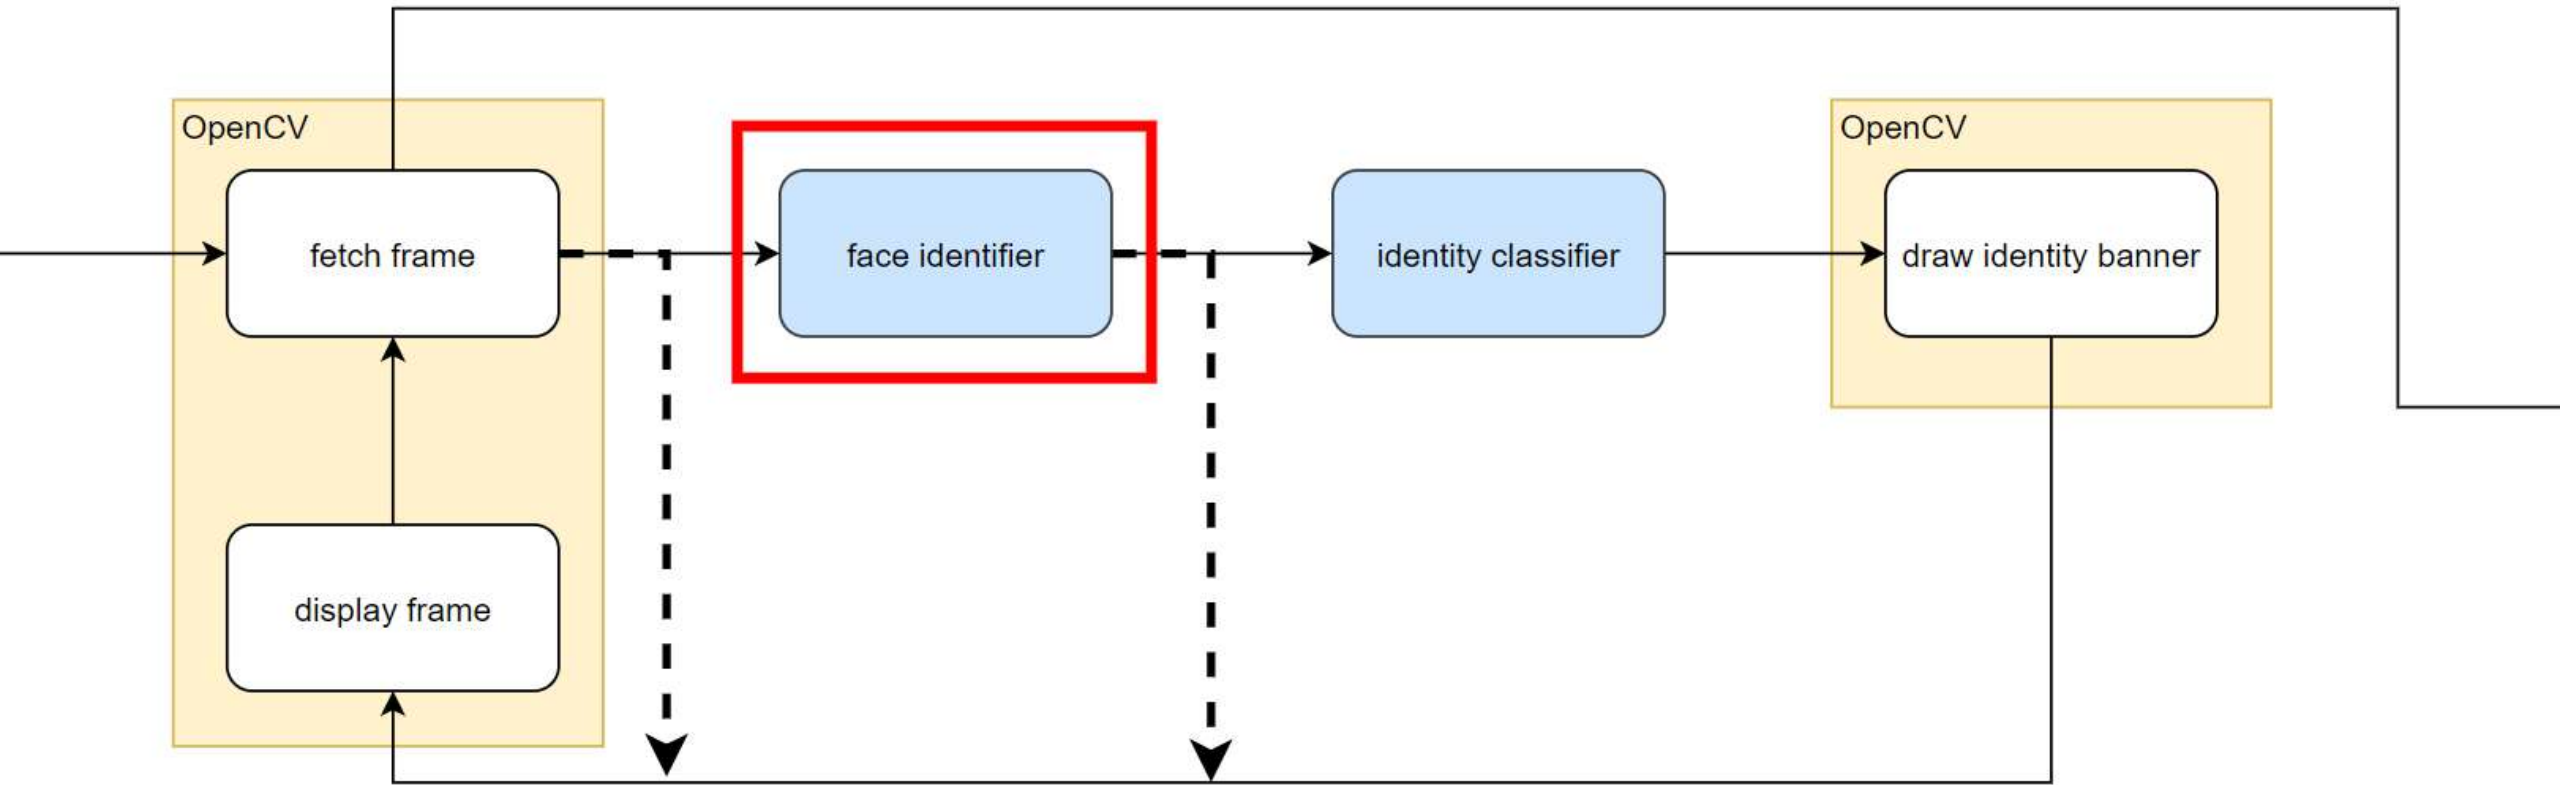 OpenCV
OpenCV
fetch frame
face identifier
identity classifier
draw identity banner
display frame